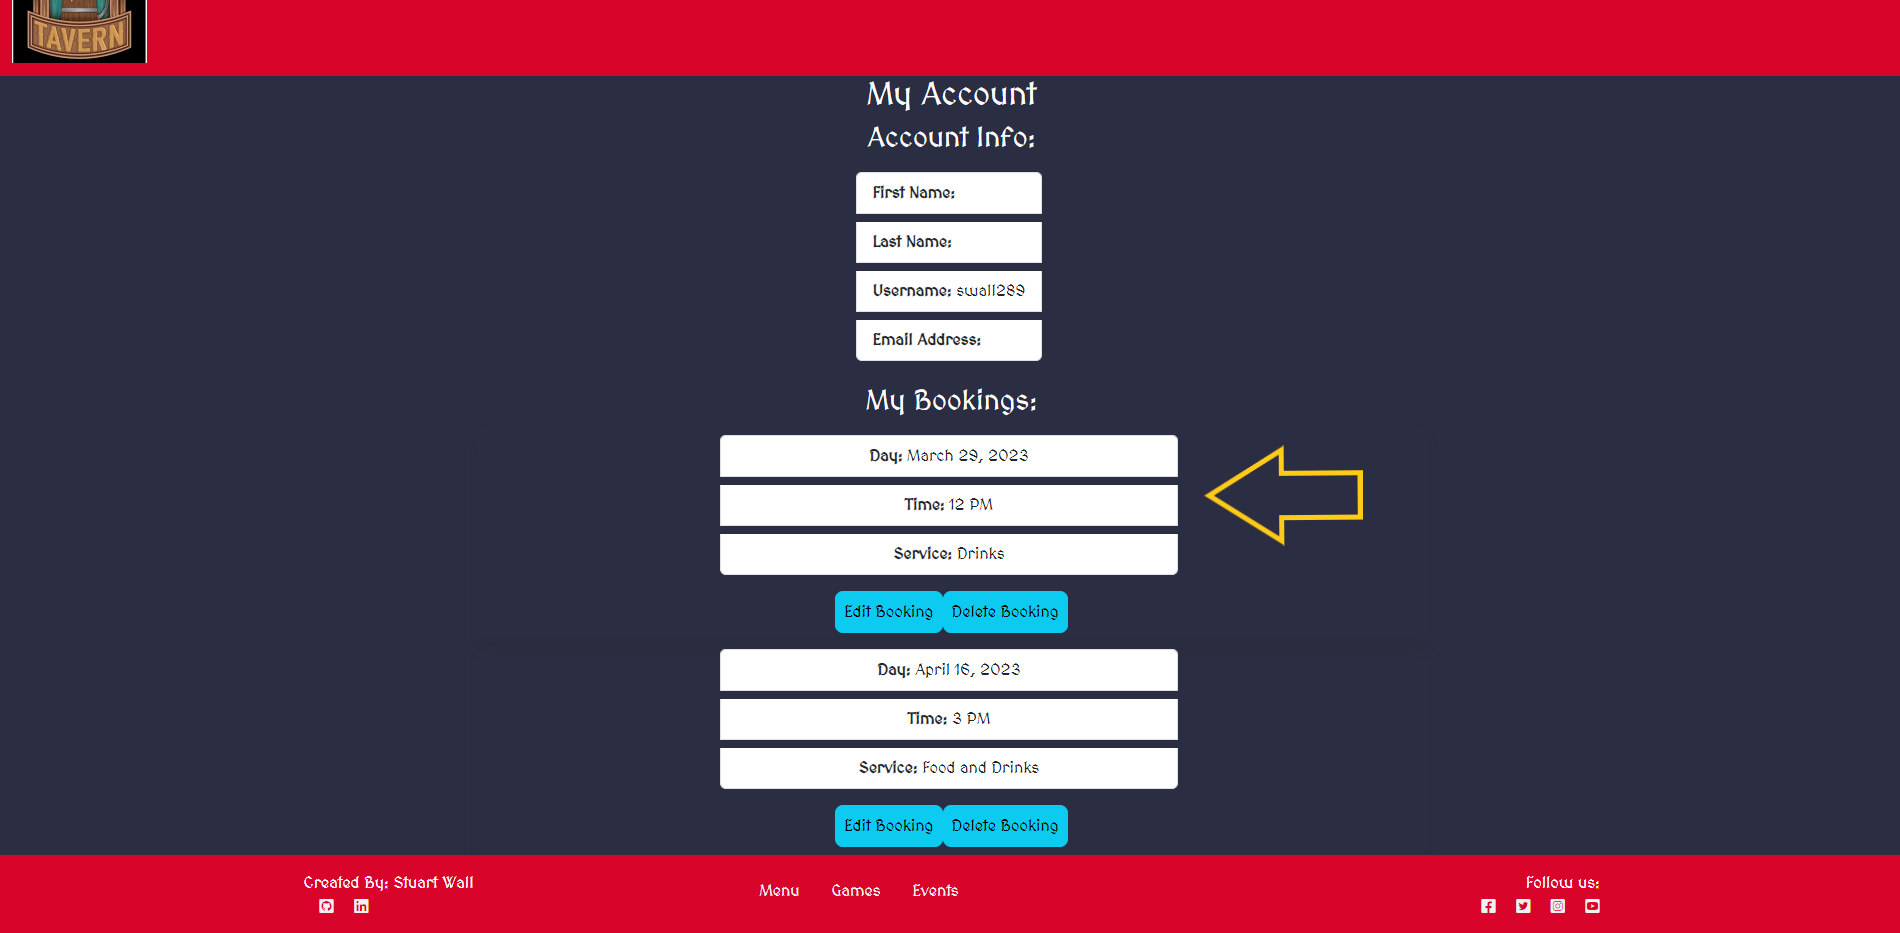 TAVERN
My Account
Account Info:
First Name:
Last Name:
Username: swall289
Email Address:
My Bookings:
Day: March 29, 2023
Time: 12 PM
Service: Drinks
Edit Booking Delete Booking
Day: April 16, 2023
Time: 3 PM
Service: Food and Drinks
Edit Booking Delete Booking
Created By: Stuart Wall
Menu Games Events
Follow us: